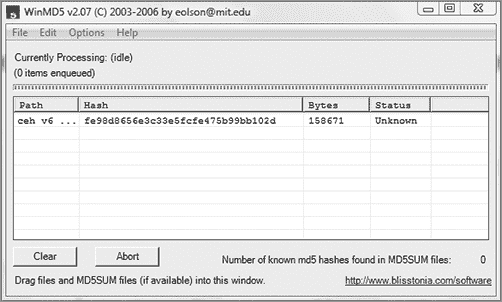 WinMD5 v2.07 (C) 2003-2006 by eolson@mit.edu
File Edit Options Help
Currently Processing: (idle)
(0 items enqueued)
Path Hash Bytes Status
ceh v6 ... fe98d8656e3c33e5fcfe475b99bb102d 158671 Unknown
Clear Abort Number of known md5 hashes found in MD5SUM files: 0
Drag files and MD5SUM files (if available) into this window. http://www.blisstonia.com/software